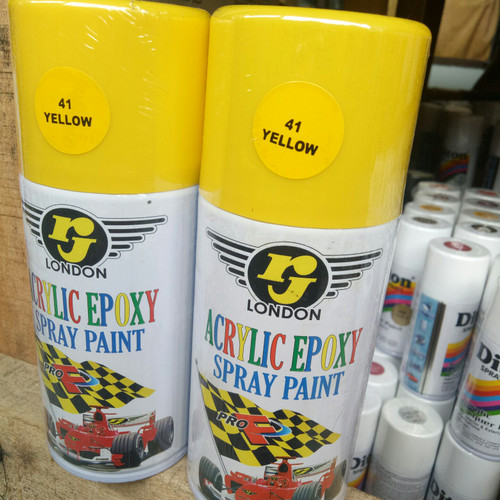 41
YELLOW
rj
LONDON
ACRYLIC EPOXY
SPRAY PAINT
PRO
41
YELLOW
rj
LONDON
ACRYLIC EPOXY
SPRAY PAINT
PRO F